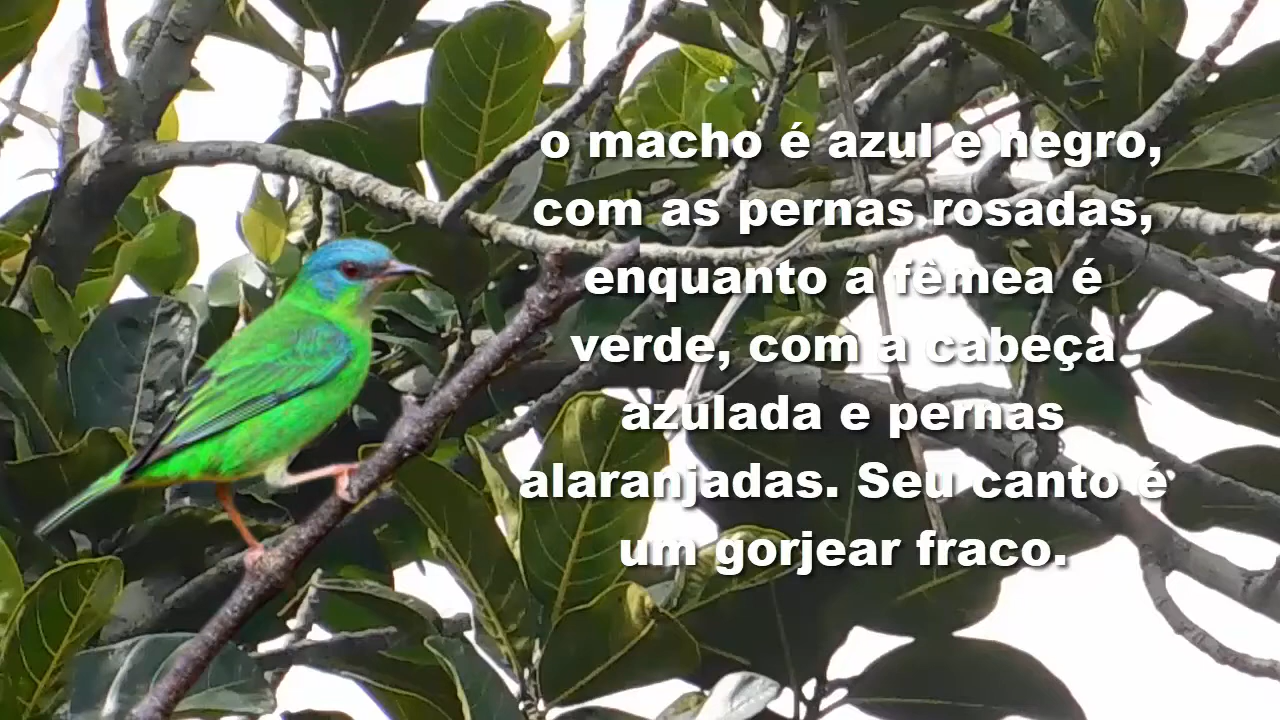 o macho é azul e negro,
com as pernas rosadas,
enquanto a fêmea é
verde, com a cabeça
azulada e pernas
alaranjadas. Seu canto é
um gorjear fraco.